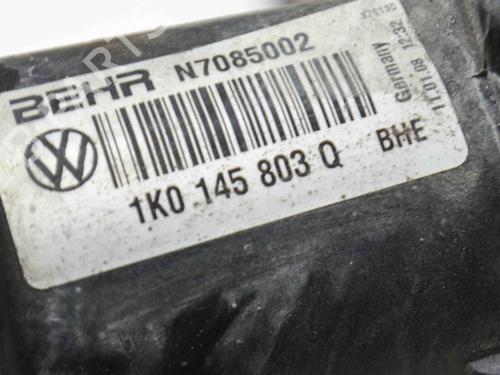 BEHR N7085002
1K0 145 803 Q BHE
Germany
11.01.08 12:32